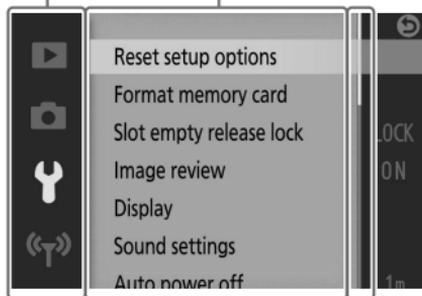 Reset setup options
Format memory card
Slot empty release lock LOCK
Image review ON
Display
Sound settings
Auto power off 1m